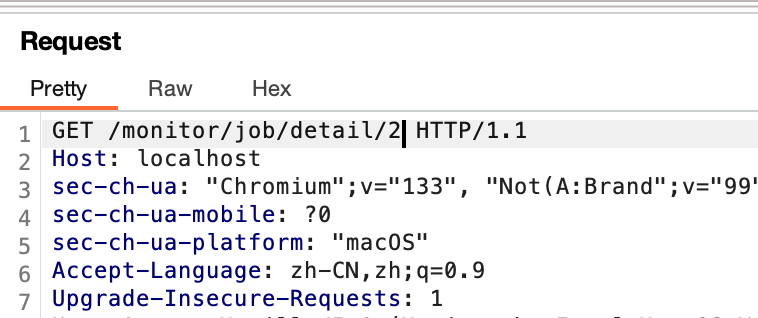 Request
Pretty Raw Hex
1 GET /monitor/job/detail/2 HTTP/1.1
2 Host: localhost
3 sec-ch-ua: "Chromium";v="133", "Not(A:Brand";v="99"
4 sec-ch-ua-mobile: ?0
5 sec-ch-ua-platform: "macOS"
6 Accept-Language: zh-CN,zh;q=0.9
7 Upgrade-Insecure-Requests: 1